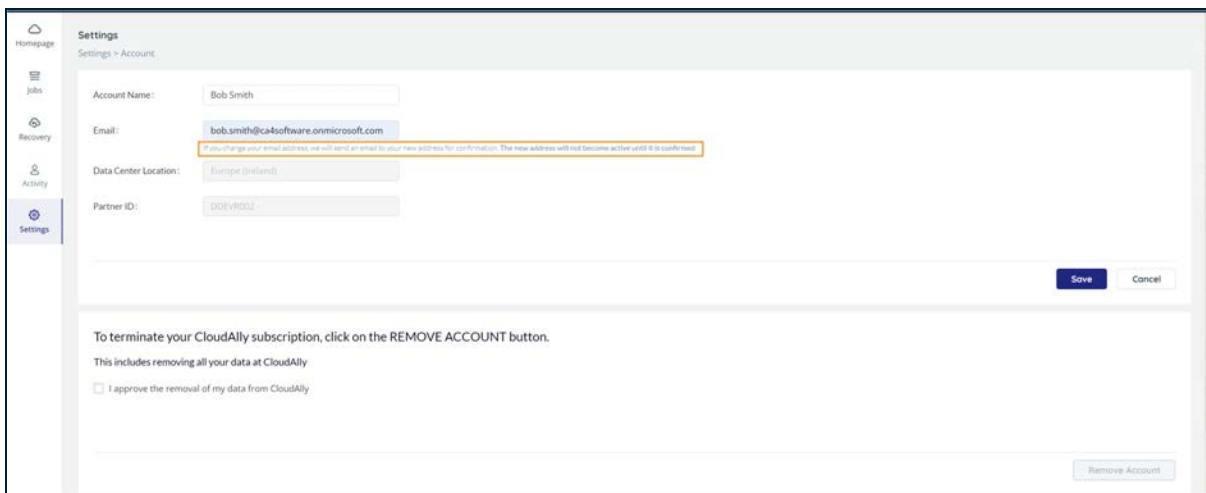 Homepage
Jobs
Recovery
Activity
Settings
Settings
Settings > Account
Account Name:
Bob Smith
Email:
bob.smith@ca4software.onmicrosoft.com
If you change your email address, we will send an email to your new address for confirmation. The new address will not become active until it is confirmed
Data Center Location:
Europe (Ireland)
Partner ID:
DDEVR002 -
Save
Cancel
To terminate your CloudAlly subscription, click on the REMOVE ACCOUNT button.
This includes removing all your data at CloudAlly
I approve the removal of my data from CloudAlly
Remove Account